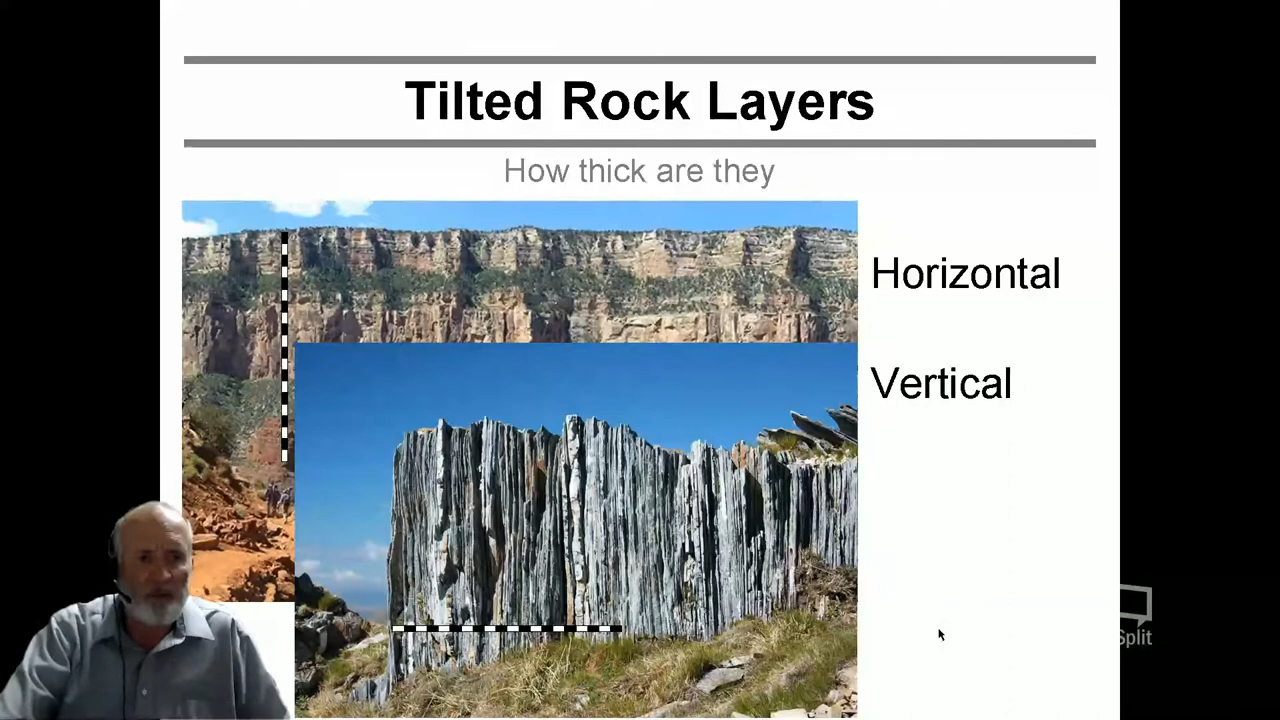 Tilted Rock Layers
How thick are they
Horizontal
Vertical
Split